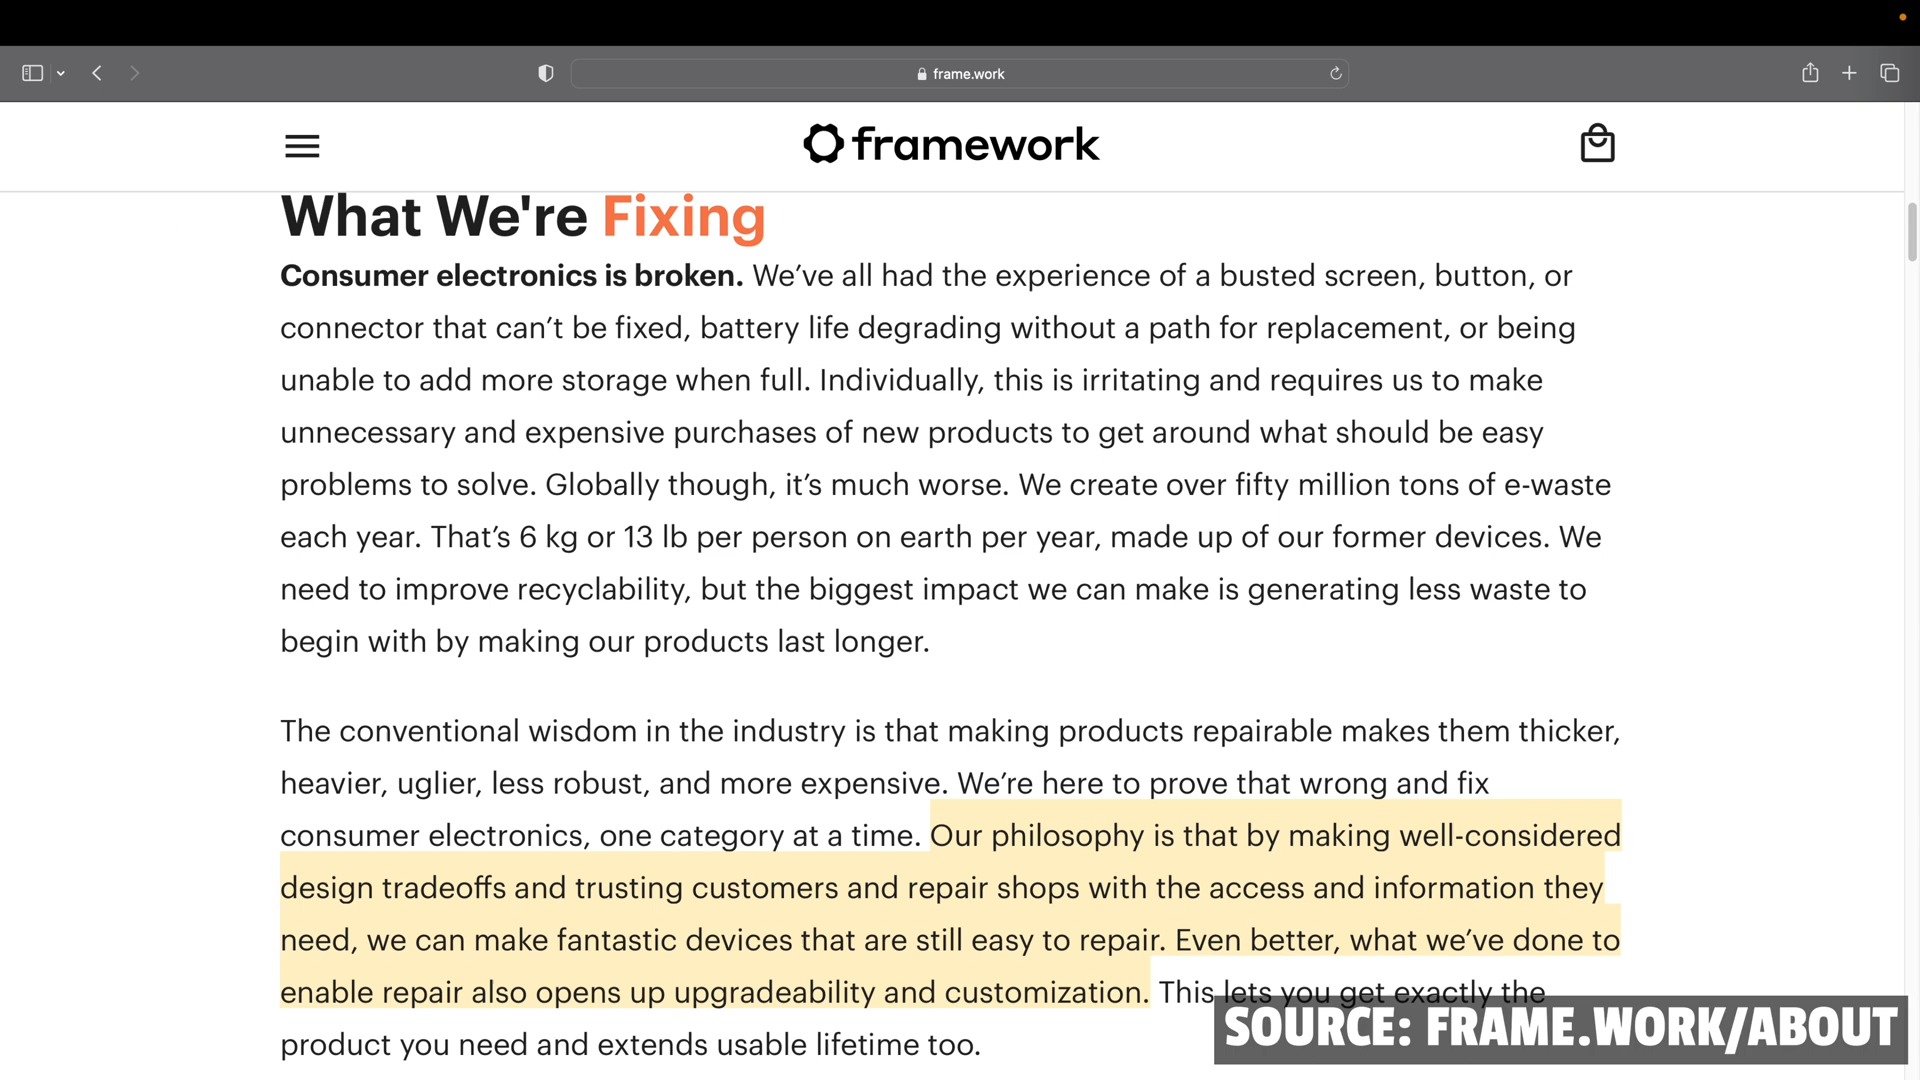 frame.work
framework
What We're Fixing
Consumer electronics is broken. We’ve all had the experience of a busted screen, button, or
connector that can’t be fixed, battery life degrading without a path for replacement, or being
unable to add more storage when full. Individually, this is irritating and requires us to make
unnecessary and expensive purchases of new products to get around what should be easy
problems to solve. Globally though, it’s much worse. We create over fifty million tons of e-waste
each year. That’s 6 kg or 13 lb per person on earth per year, made up of our former devices. We
need to improve recyclability, but the biggest impact we can make is generating less waste to
begin with by making our products last longer.
The conventional wisdom in the industry is that making products repairable makes them thicker,
heavier, uglier, less robust, and more expensive. We’re here to prove that wrong and fix
consumer electronics, one category at a time. Our philosophy is that by making well-considered
design tradeoffs and trusting customers and repair shops with the access and information they
need, we can make fantastic devices that are still easy to repair. Even better, what we’ve done to
enable repair also opens up upgradeability and customization. This lets you get exactly the
product you need and extends usable lifetime too.
SOURCE: FRAME.WORK/ABOUT